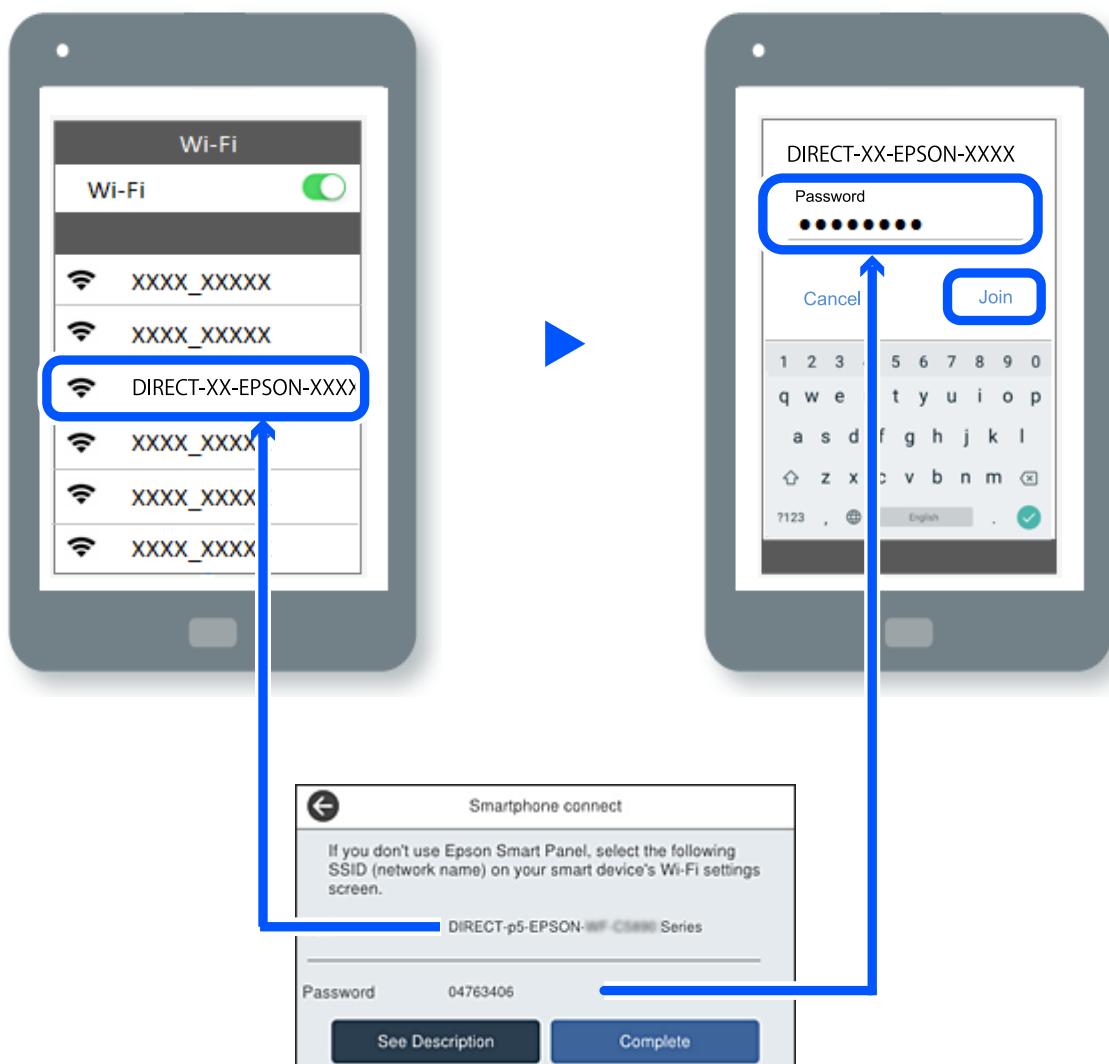 Wi-Fi
Wi-Fi
XXXX_XXXXX
XXXX_XXXXX
DIRECT-XX-EPSON-XXXX
XXXX_XXXX
XXXX_XXXX
XXXX_XXXX
DIRECT-XX-EPSON-XXXX
Password
Cancel Join
1 2 3 5 6 7 8 9 0
q w e t y u i o p
a s d f g h j k l
z x c v b n m
?123 , English .
Smartphone connect
If you don't use Epson Smart Panel, select the following
SSID (network name) on your smart device's Wi-Fi settings
screen.
DIRECT-p5-EPSON- Series
Password 04763406
See Description Complete